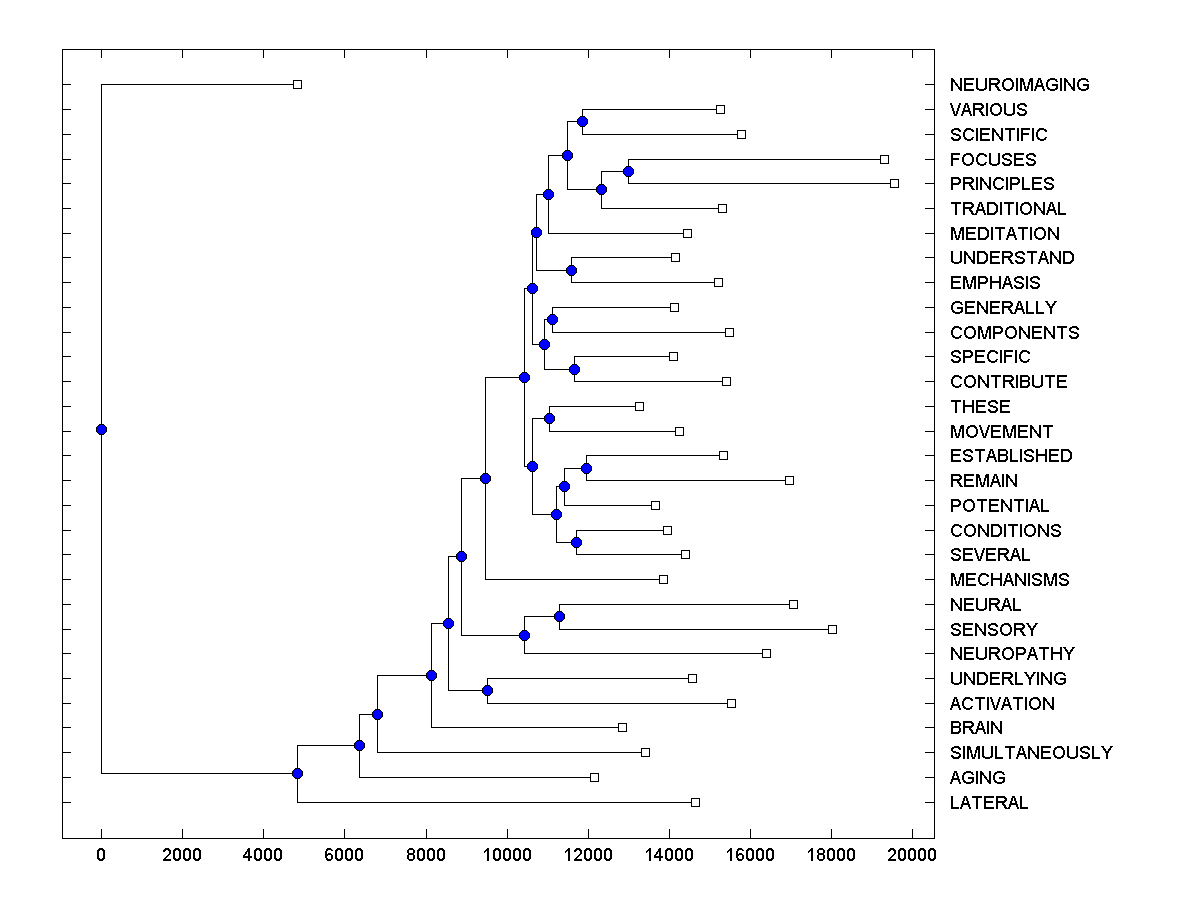 NEUROIMAGING
VARIOUS
SCIENTIFIC
FOCUSES
PRINCIPLES
TRADITIONAL
MEDITATION
UNDERSTAND
EMPHASIS
GENERALLY
COMPONENTS
SPECIFIC
CONTRIBUTE
THESE
MOVEMENT
ESTABLISHED
REMAIN
POTENTIAL
CONDITIONS
SEVERAL
MECHANISMS
NEURAL
SENSORY
NEUROPATHY
UNDERLYING
ACTIVATION
BRAIN
SIMULTANEOUSLY
AGING
LATERAL
0 2000 4000 6000 8000 10000 12000 14000 16000 18000 20000